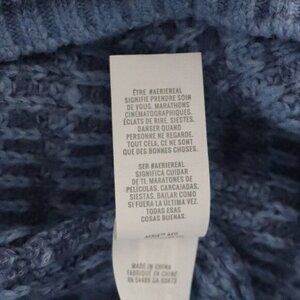 ÊTRE #AERIEREAL
SIGNIFIE PRENDRE SOIN
DE VOUS. MARATHONS
CINÉMATOGRAPHIQUES.
ÉCLATS DE RIRE. SIESTES.
DANSER QUAND
PERSONNE NE REGARDE.
TOUT CELA, CE N'EST QUE
DES BONNES CHOSES.
SER #AERIEREAL
SIGNIFICA CUIDAR
DE TI. MARATONES DE
PELÍCULAS, CARCAJADAS,
SIESTAS, BAILAR COMO
SI FUERA LA ÚLTIMA VEZ.
TODAS ESAS
COSAS BUENAS.
MADE IN CHINA
FABRIQUÉ EN CHINE